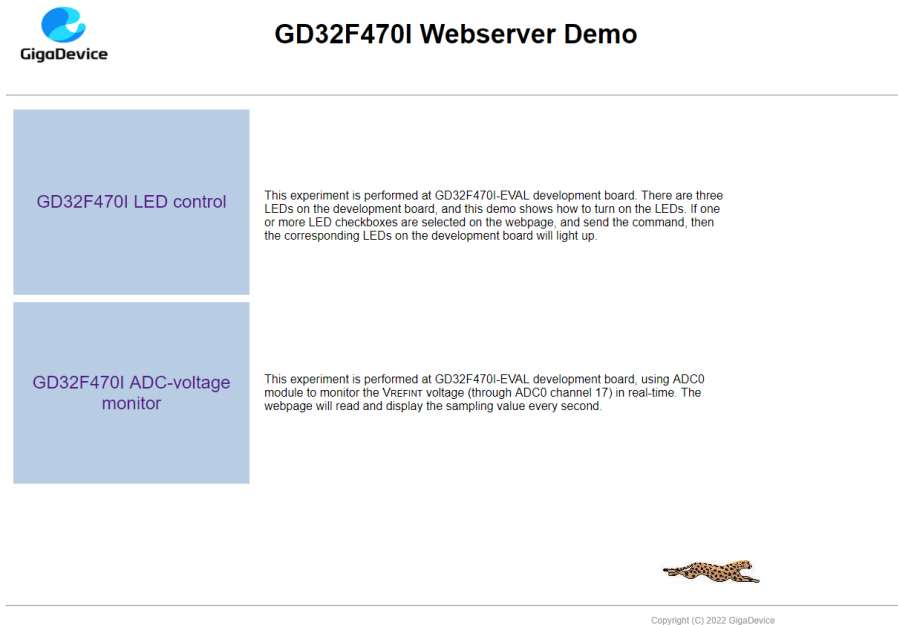 GigaDevice
GD32F470I Webserver Demo
GD32F470I LED control
This experiment is performed at GD32F470I-EVAL development board. There are three
LEDs on the development board, and this demo shows how to turn on the LEDs. If one
or more LED checkboxes are selected on the webpage, and send the command, then
the corresponding LEDs on the development board will light up.
GD32F470I ADC-voltage
monitor
This experiment is performed at GD32F470I-EVAL development board, using ADC0
module to monitor the VREFINT voltage (through ADC0 channel 17) in real-time. The
webpage will read and display the sampling value every second.
Copyright (C) 2022 GigaDevice